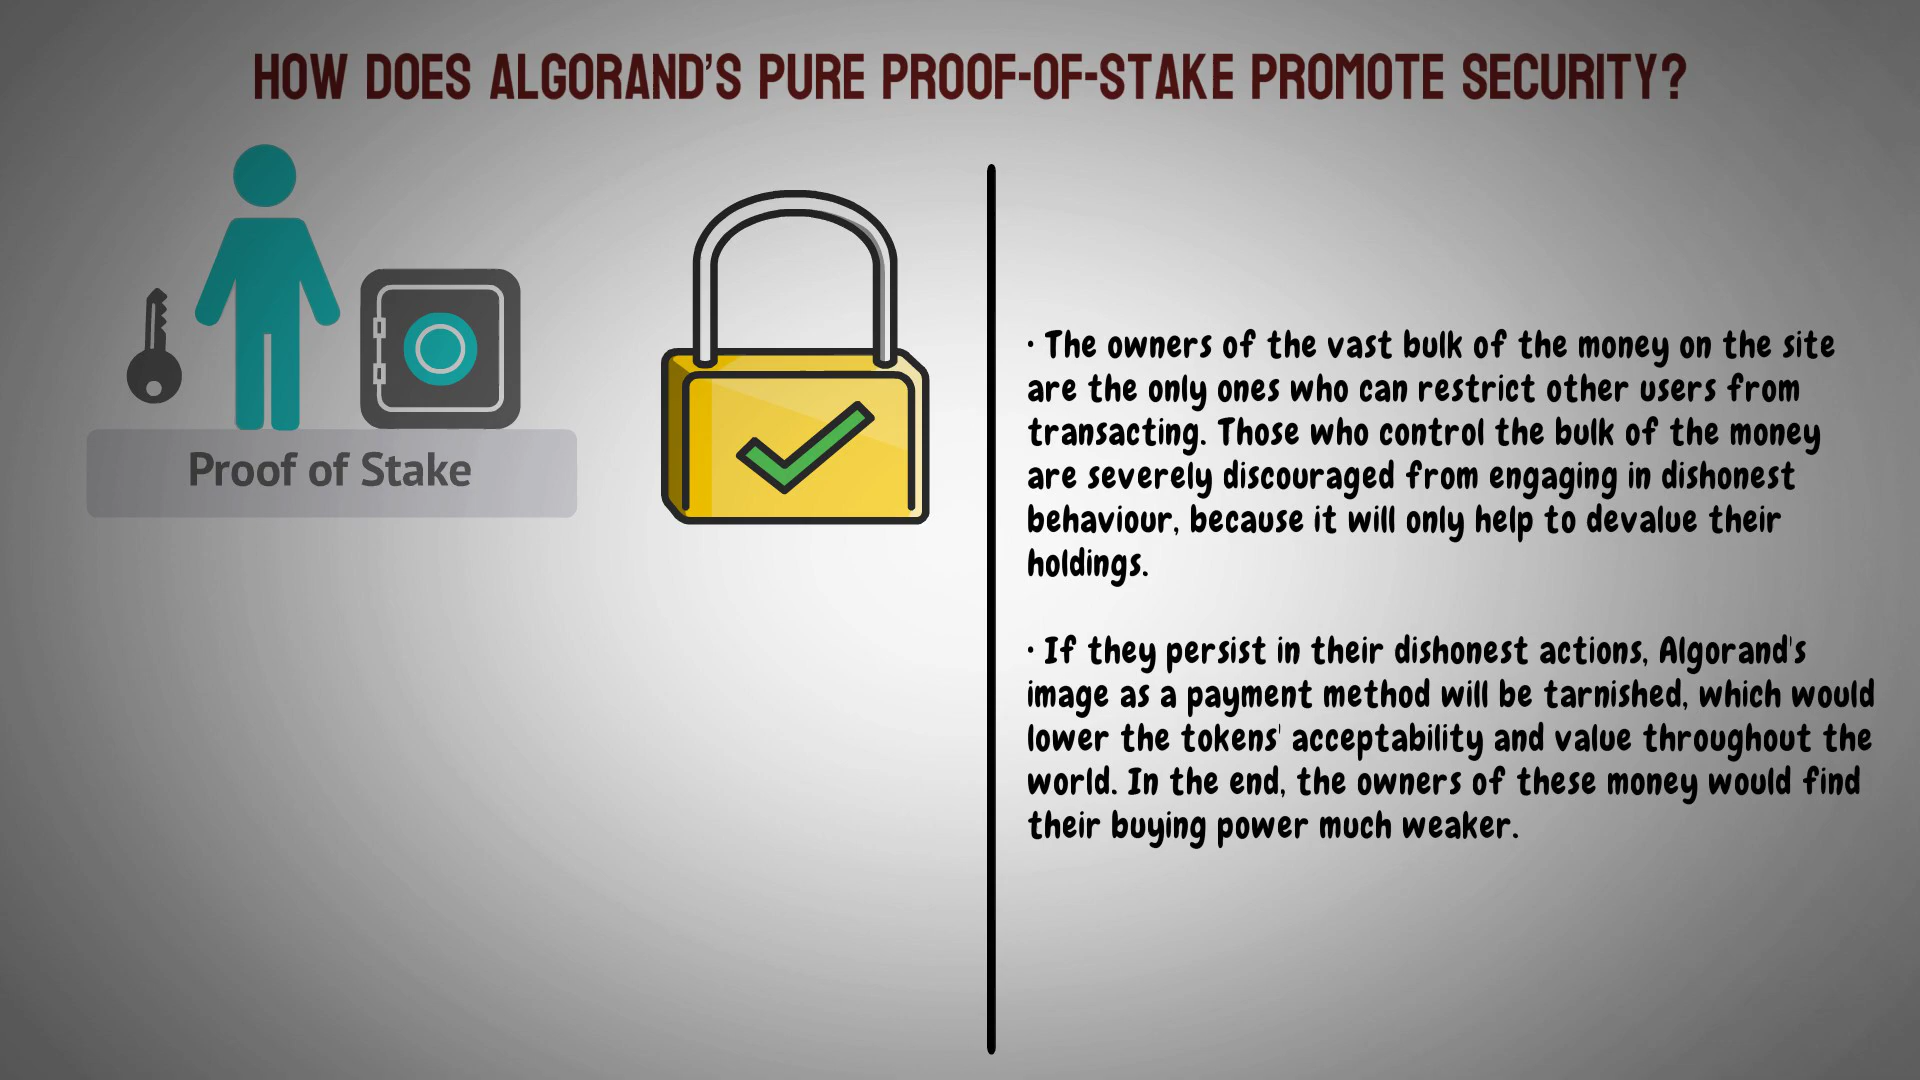 HOW DOES ALGORAND'S PURE PROOF-OF-STAKE PROMOTE SECURITY?
Proof of Stake
· The owners of the vast bulk of the money on the site
are the only ones who can restrict other users from
transacting. Those who control the bulk of the money
are severely discouraged from engaging in dishonest
behaviour, because it will only help to devalue their
holdings.
· If they persist in their dishonest actions, Algorand's
image as a payment method will be tarnished, which would
lower the tokens' acceptability and value throughout the
world. In the end, the owners of these money would find
their buying power much weaker.